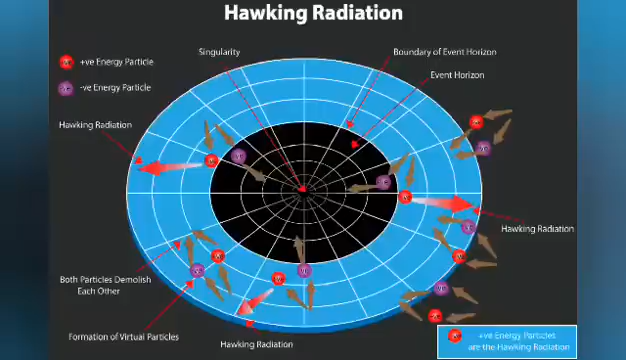 Hawking Radiation
+ve Energy Particle
-ve Energy Particle
Singularity
Boundary of Event Horizon
Event Horizon
Hawking Radiation
Hawking Radiation
Both Particles Demolish
Each Other
Formation of Virtual Particles
Hawking Radiation
+ve Energy Particles
are the Hawking Radiation